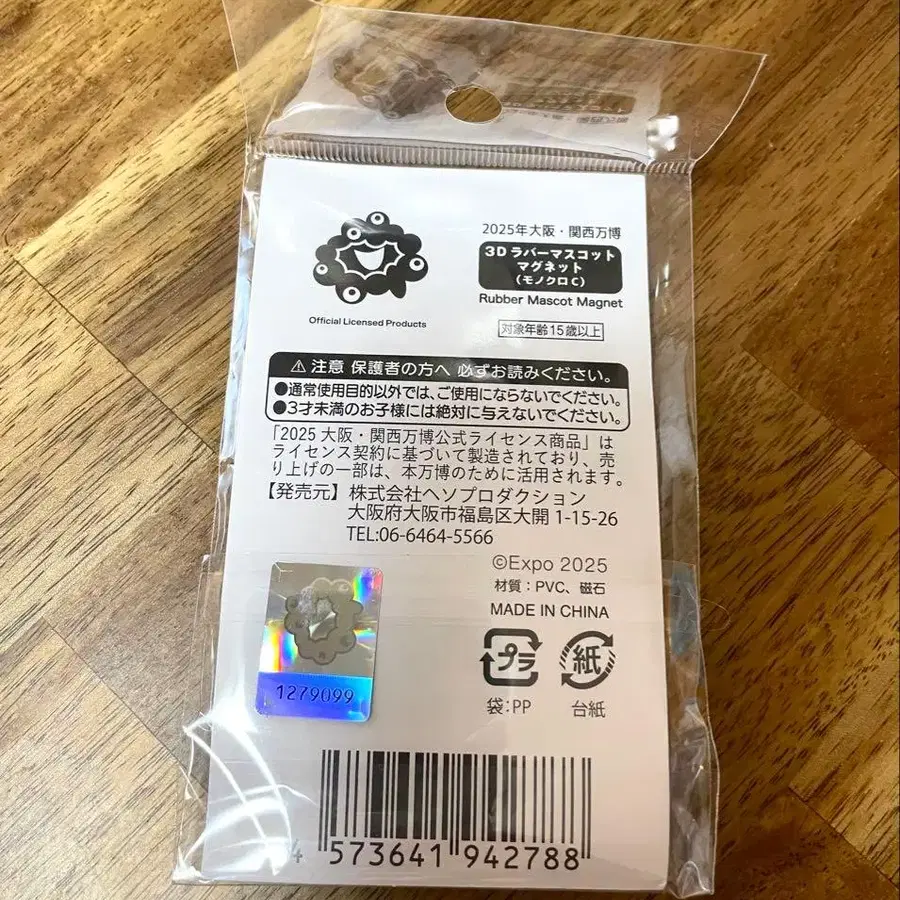 2025年大阪・関西万博
3Dラバーマスコット
マグネット
(モノクロC)
Rubber Mascot Magnet
Official Licensed Products
対象年齢15歳以上
⚠注意 保護者の方へ 必ずお読みください。
●通常使用目的以外では、ご使用にならないでください。
●3才未満のお子様には絶対に与えないでください。
「2025大阪・関西万博公式ライセンス商品」は
ライセンス契約に基づいて製造されており、売
り上げの一部は、本万博のために活用されます。
【発売元】株式会社ヘソプロダクション
大阪府大阪市福島区大開 1-15-26
TEL:06-6464-5566
©Expo 2025
材質:PVC、磁石
MADE IN CHINA
プラ
紙
袋:PP
台紙
1279099
4 573641 942788